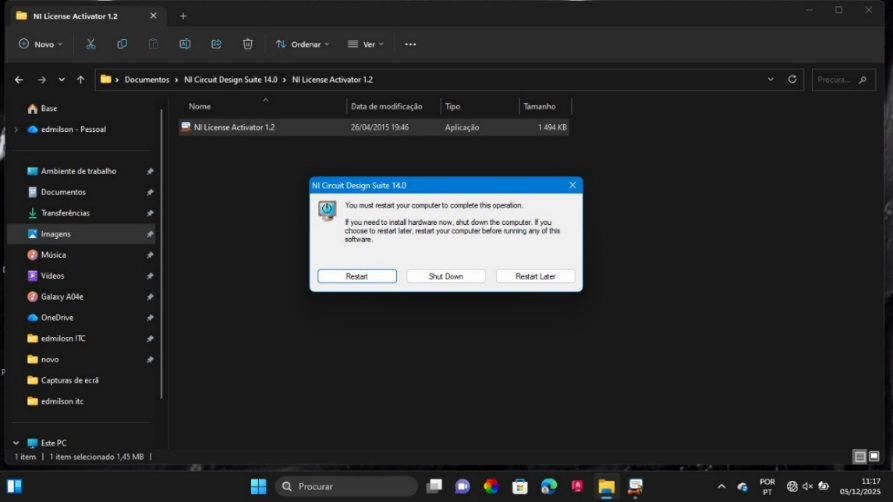 NI License Activator 1.2
Novo
Ordenar
Ver
Documentos
NI Circuit Design Suite 14.0
NI License Activator 1.2
Procura...
Base
edmilson - Pessoal
Ambiente de trabalho
Documentos
Transferências
Imagens
Música
Vídeos
Galaxy A04e
OneDrive
edmilosn ITC
novo
Capturas de ecrã
edmilson itc
Este PC
Nome
Data de modificação
Tipo
Tamanho
NI License Activator 1.2
26/04/2015 19:46
Aplicação
1 494 KB
NI Circuit Design Suite 14.0
You must restart your computer to complete this operation.
If you need to install hardware now, shut down the computer. If you
choose to restart later, restart your computer before running any of this
software.
Restart
Shut Down
Restart Later
1 item
1 item selecionado 1,45 MB
Procurar
POR
PT
11:17
05/12/2025